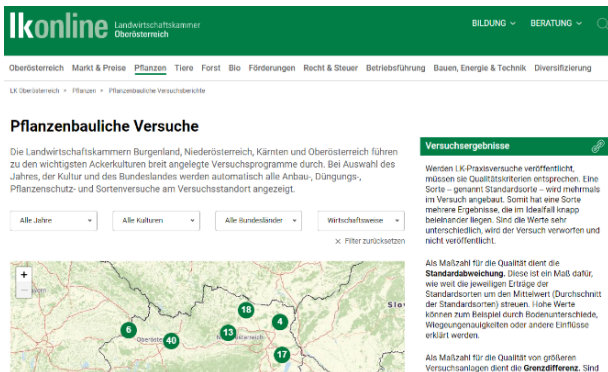 lkonline Landwirtschaftskammer
Oberösterreich
BILDUNG BERATUNG
Oberösterreich Markt & Preise Pflanzen Tiere Forst Bio Förderungen Recht & Steuer Betriebsführung Bauen, Energie & Technik Diversifizierung
LK Oberösterreich Pflanzen Pflanzenbauliche Versuchsberichte
Pflanzenbauliche Versuche
Die Landwirtschaftskammern Burgenland, Niederösterreich, Kärnten und Oberösterreich führen
zu den wichtigsten Ackerkulturen breit angelegte Versuchsprogramme durch. Bei Auswahl des
Jahres, der Kultur und des Bundeslandes werden automatisch alle Anbau-, Düngungs-,
Pflanzenschutz- und Sortenversuche am Versuchsstandort angezeigt.
Alle Jahre Alle Kulturen Alle Bundesländer Wirtschaftsweise
× Filter zurücksetzen
+
−
18
4
6
13
40
17
Versuchsergebnisse
Werden LK-Praxisversuche veröffentlicht,
müssen sie Qualitätskriterien entsprechen. Eine
Sorte – genannt Standardsorte – wird mehrmals
im Versuch angebaut. Somit hat eine Sorte
mehrere Ergebnisse, die im Idealfall knapp
beieinander liegen. Sind die Werte sehr
unterschiedlich, wird der Versuch verworfen und
nicht veröffentlicht.
Als Maßzahl für die Qualität dient die
Standardabweichung. Diese ist ein Maß dafür,
wie weit die jeweiligen Erträge der
Standardsorten um den Mittelwert (Durchschnitt
der Standardsorten) streuen. Hohe Werte
können zum Beispiel durch Bodenunterschiede,
Wiegeungenauigkeiten oder andere Einflüsse
erklärt werden.
Als Maßzahl für die Qualität von größeren
Versuchsanlagen dient die Grenzdifferenz. Sind